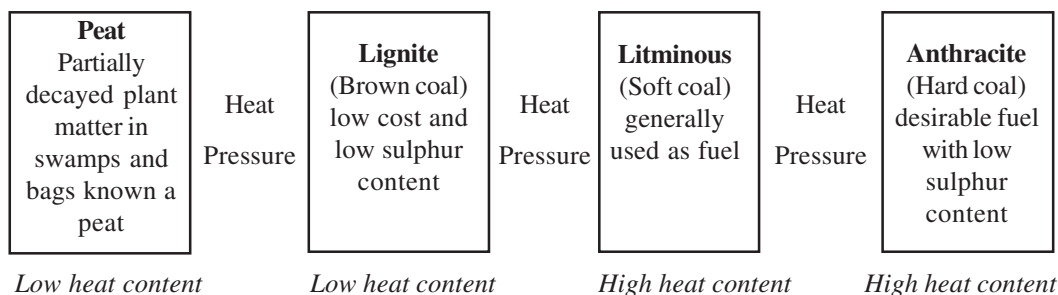 Peat
Partially
decayed plant
matter in
swamps and
bags known a
peat
Heat
Pressure
Lignite
(Brown coal)
low cost and
low sulphur
content
Heat
Pressure
Litminous
(Soft coal)
generally
used as fuel
Heat
Pressure
Anthracite
(Hard coal)
desirable fuel
with low
sulphur
content
Low heat content
Low heat content
High heat content
High heat content